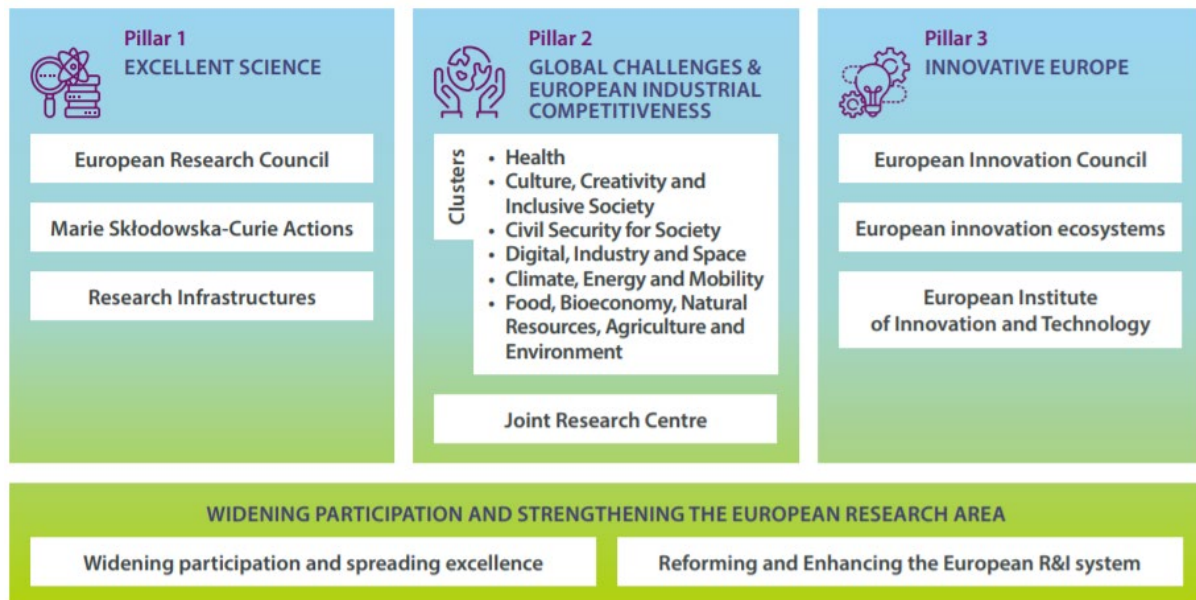 Pillar 1
EXCELLENT SCIENCE
European Research Council
Marie Skłodowska-Curie Actions
Research Infrastructures
Pillar 2
GLOBAL CHALLENGES &
EUROPEAN INDUSTRIAL
COMPETITIVENESS
Clusters
• Health
• Culture, Creativity and
Inclusive Society
• Civil Security for Society
• Digital, Industry and Space
• Climate, Energy and Mobility
• Food, Bioeconomy, Natural
Resources, Agriculture and
Environment
Joint Research Centre
Pillar 3
INNOVATIVE EUROPE
European Innovation Council
European innovation ecosystems
European Institute
of Innovation and Technology
WIDENING PARTICIPATION AND STRENGTHENING THE EUROPEAN RESEARCH AREA
Widening participation and spreading excellence
Reforming and Enhancing the European R&I system